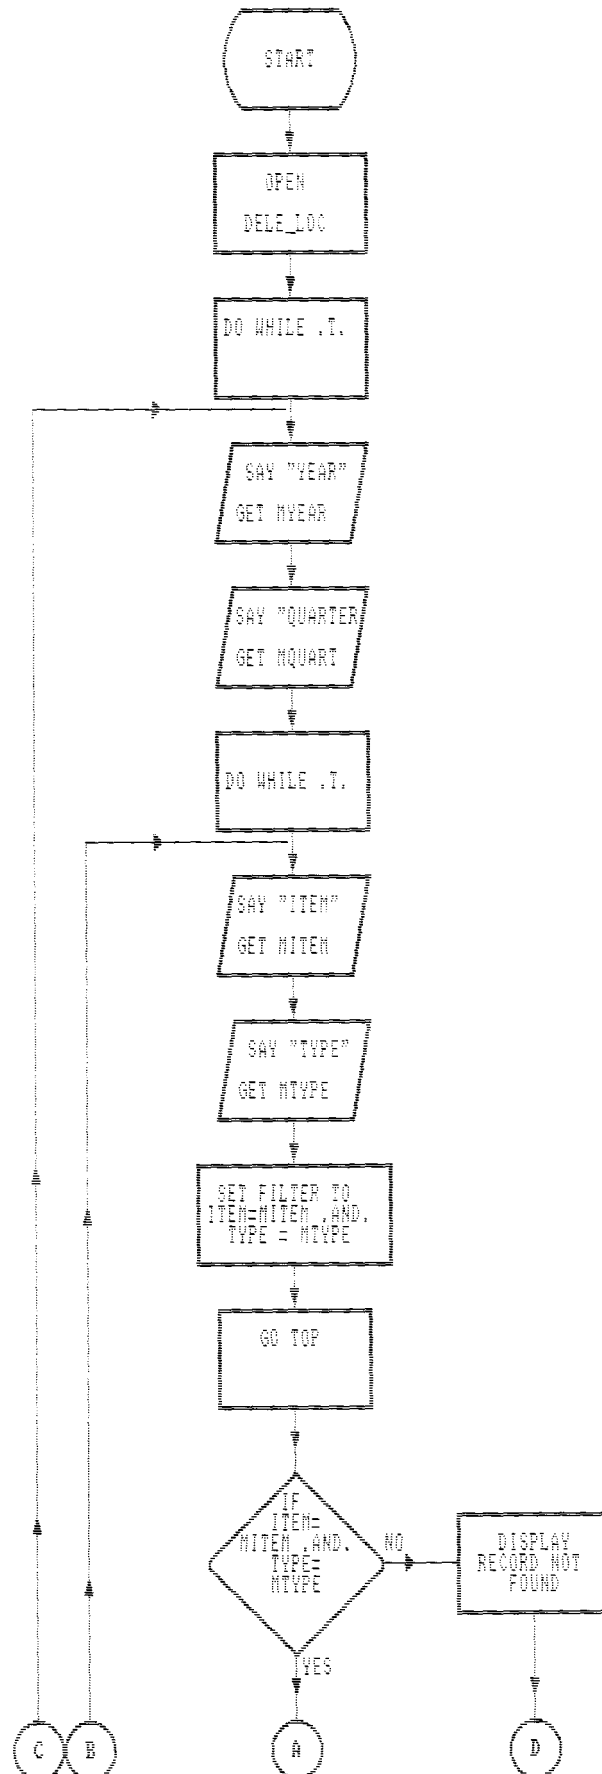 START
OPEN
DELE_LOC
DO WHILE .T.
SAY "YEAR"
GET MYEAR
SAY "QUARTER
GET MQUART
DO WHILE .T.
SAY "ITEM"
GET MITEM
SAY "TYPE"
GET MTYPE
SET FILTER TO
ITEM=MITEM .AND.
TYPE = MTYPE
GO TOP
IF
ITEM=
MITEM .AND.
TYPE=
MTYPE
NO
DISPLAY
RECORD NOT
FOUND
YES
C
B
A
D